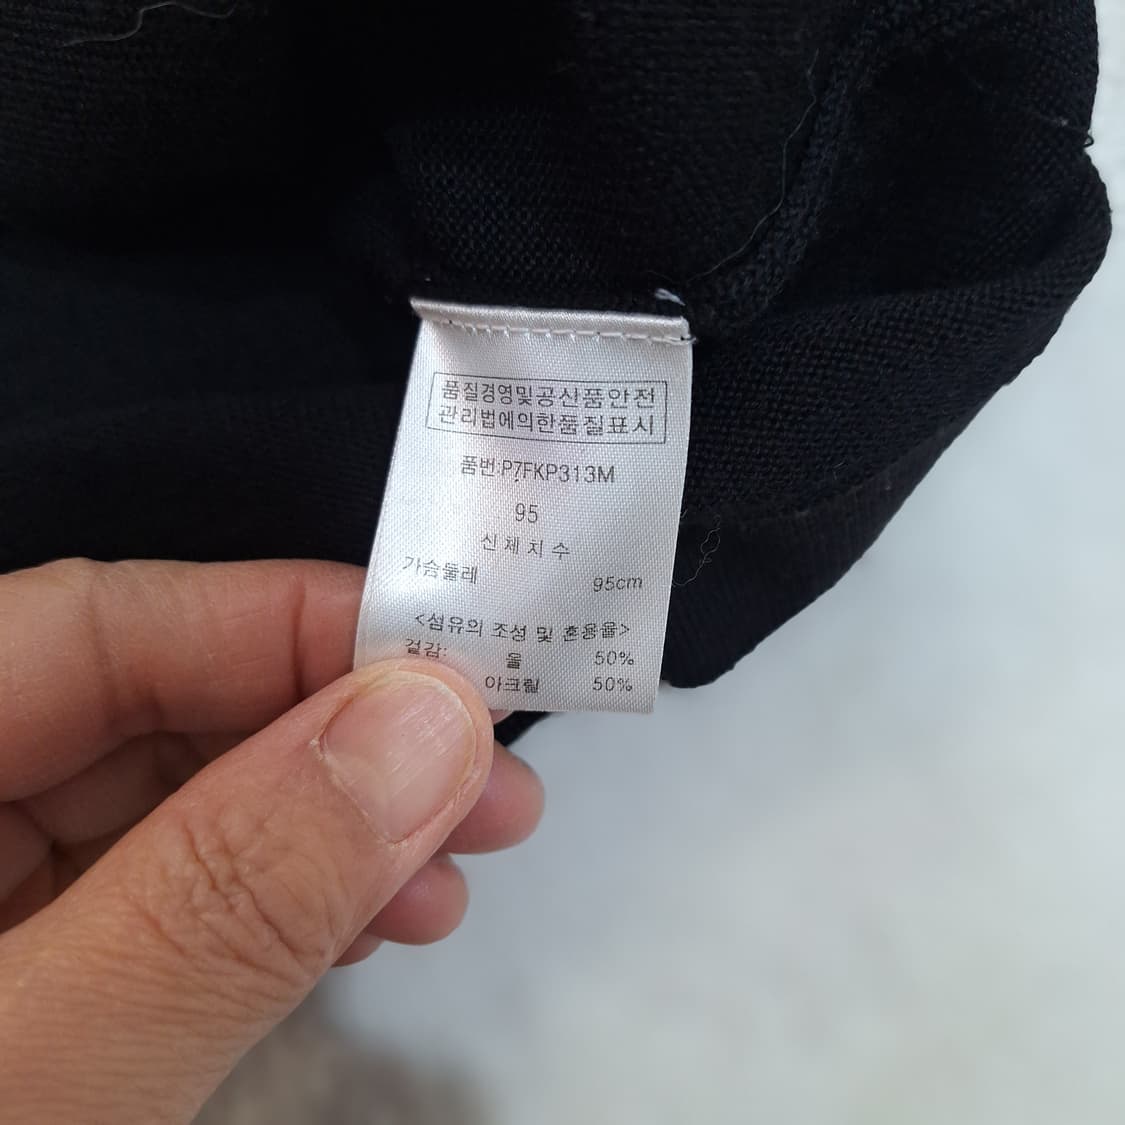 품질경영및공산품안전
관리법에의한품질표시
품번:P7FKP313M
95
신체치수
가슴둘레 95cm
<섬유의 조성 및 혼용율>
겉감: 울 50%
아크릴 50%